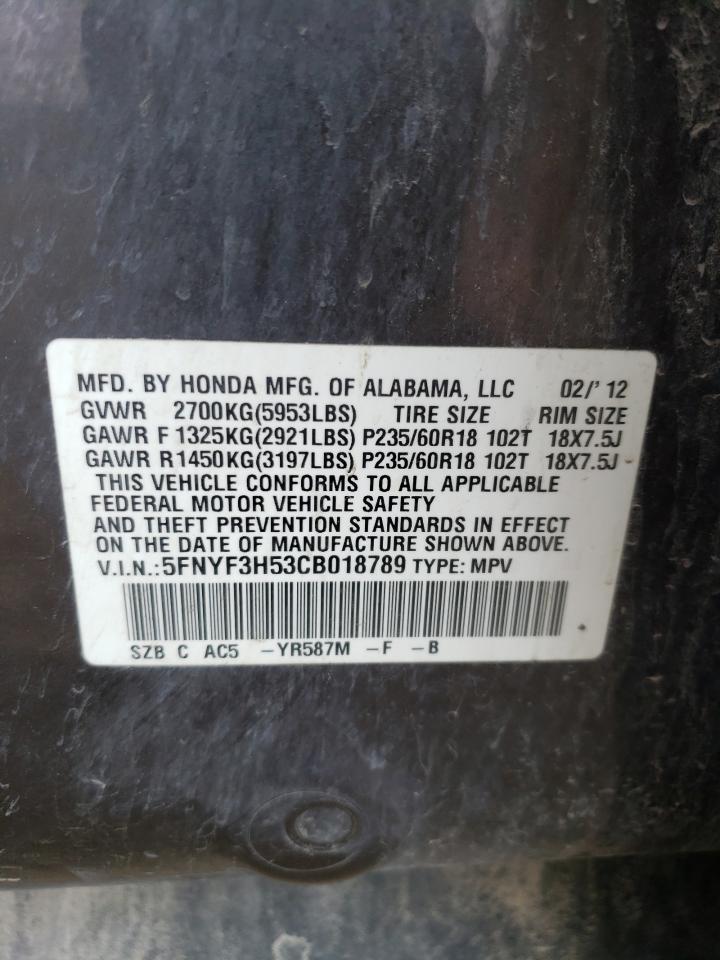 MFD. BY HONDA MFG. OF ALABAMA, LLC 02/'12
GVWR 2700KG(5953LBS) TIRE SIZE RIM SIZE
GAWR F 1325KG(2921LBS) P235/60R18 102T 18X7.5J
GAWR R 1450KG(3197LBS) P235/60R18 102T 18X7.5J
THIS VEHICLE CONFORMS TO ALL APPLICABLE
FEDERAL MOTOR VEHICLE SAFETY
AND THEFT PREVENTION STANDARDS IN EFFECT
ON THE DATE OF MANUFACTURE SHOWN ABOVE.
V.I.N.:5FNYF3H53CB018789 TYPE: MPV
SZB C AC5 -YR587M -F -B